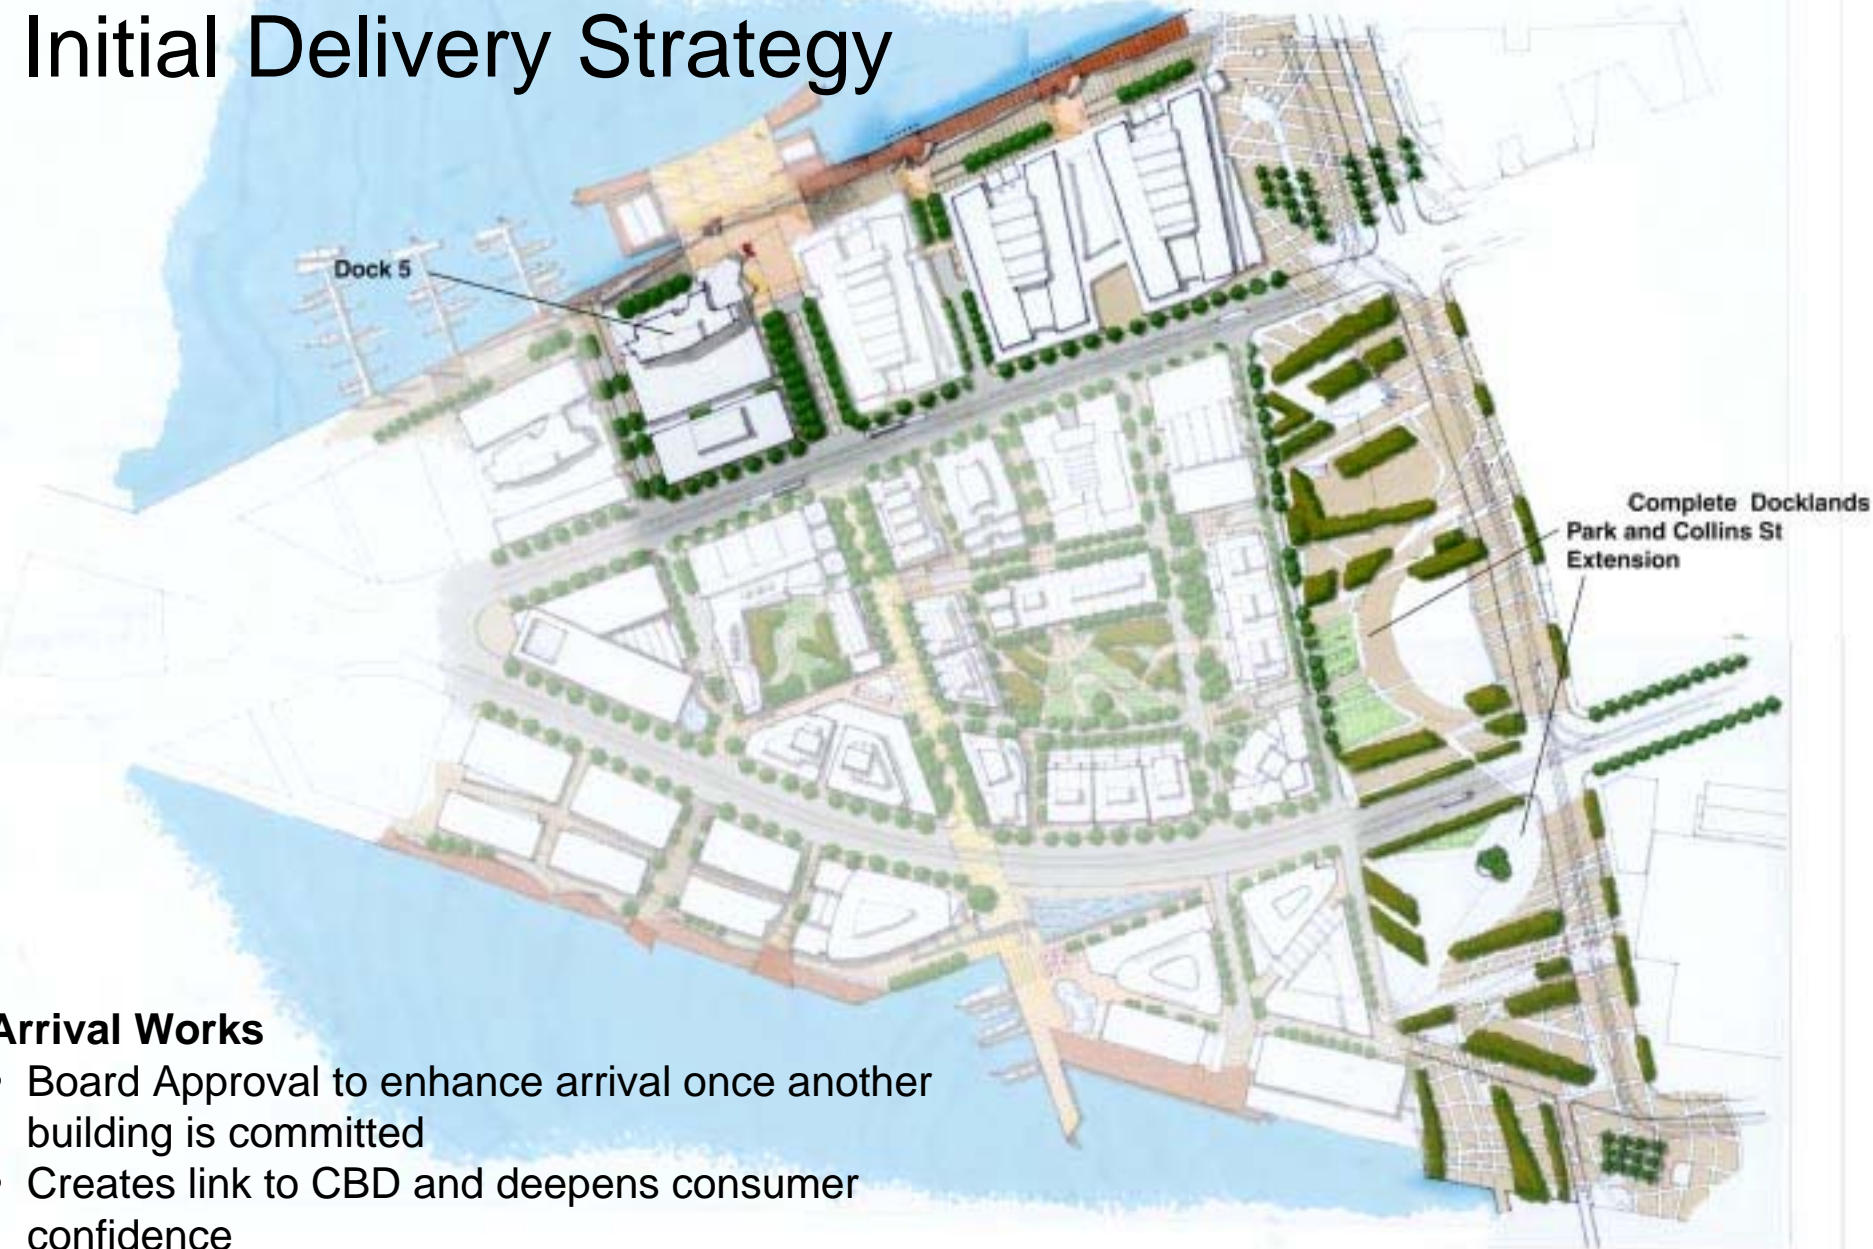 Initial Delivery Strategy
Dock 5
Complete Docklands
Park and Collins St
Extension
Arrival Works
• Board Approval to enhance arrival once another
building is committed
• Creates link to CBD and deepens consumer
confidence